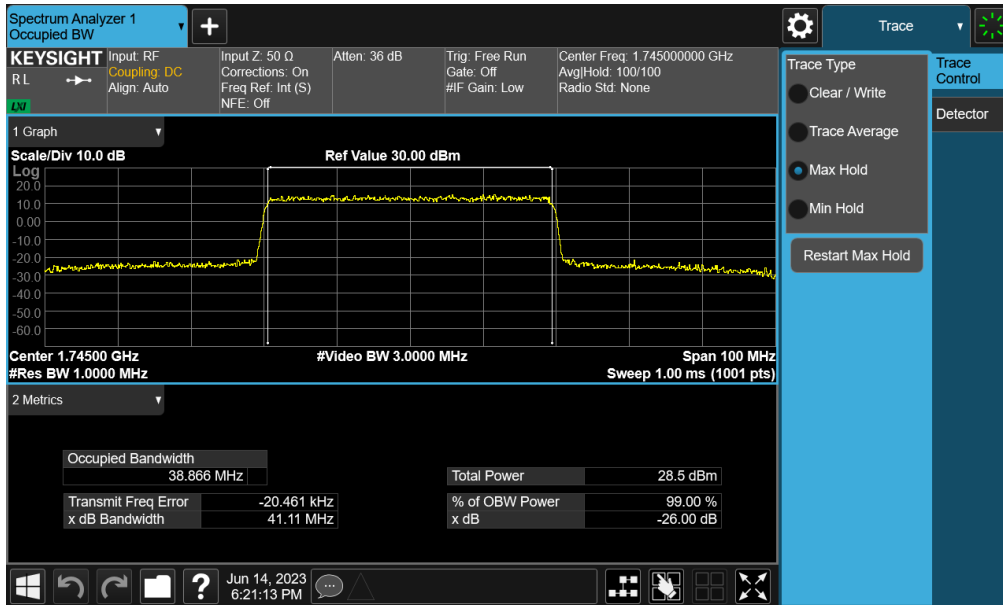 Spectrum Analyzer 1
Occupied BW
+
Trace
KEYSIGHT
R L
LXI
Input: RF
Coupling: DC
Align: Auto
Input Z: 50 Ω
Corrections: On
Freq Ref: Int (S)
NFE: Off
Atten: 36 dB
Trig: Free Run
Gate: Off
#IF Gain: Low
Center Freq: 1.745000000 GHz
Avg|Hold: 100/100
Radio Std: None
Trace Type
Clear / Write
Trace Average
Max Hold
Min Hold
Restart Max Hold
Trace
Control
Detector
1 Graph
Scale/Div 10.0 dB
Ref Value 30.00 dBm
Log
20.0
10.0
0.00
-10.0
-20.0
-30.0
-40.0
-50.0
-60.0
Center 1.74500 GHz
#Video BW 3.0000 MHz
Span 100 MHz
#Res BW 1.0000 MHz
Sweep 1.00 ms (1001 pts)
2 Metrics
Occupied Bandwidth
38.866 MHz
Total Power 28.5 dBm
Transmit Freq Error -20.461 kHz
% of OBW Power 99.00 %
x dB Bandwidth 41.11 MHz
x dB -26.00 dB
?
Jun 14, 2023
6:21:13 PM